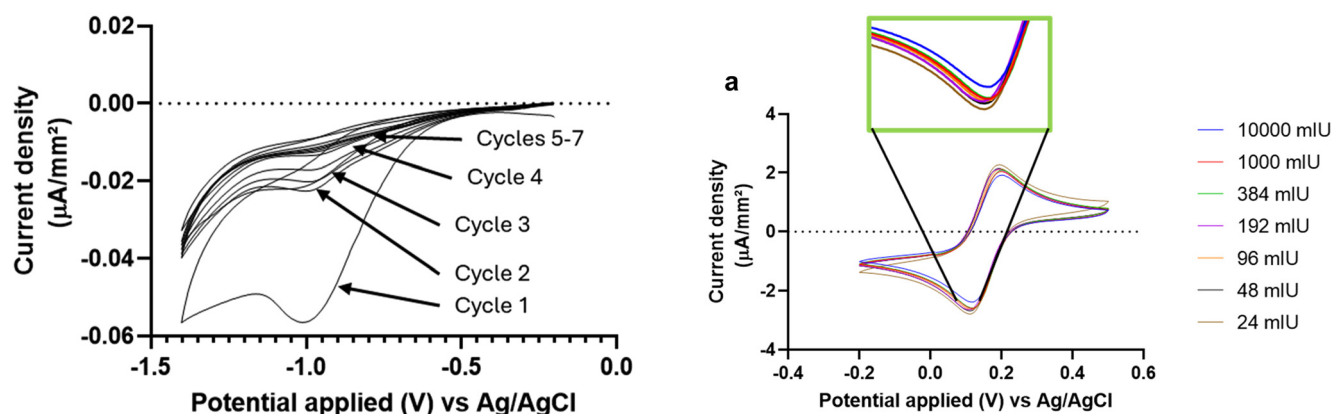 0.02
0.00
-0.02
-0.04
-0.06
Current density
(µA/mm²)
Cycles 5-7
Cycle 4
Cycle 3
Cycle 2
Cycle 1
-1.5
-1.0
-0.5
0.0
Potential applied (V) vs Ag/AgCl
a
4
2
0
-2
-4
Current density
(µA/mm²)
-0.4
-0.2
0.0
0.2
0.4
0.6
Potential applied (V) vs Ag/AgCl
10000 mIU
1000 mIU
384 mIU
192 mIU
96 mIU
48 mIU
24 mIU